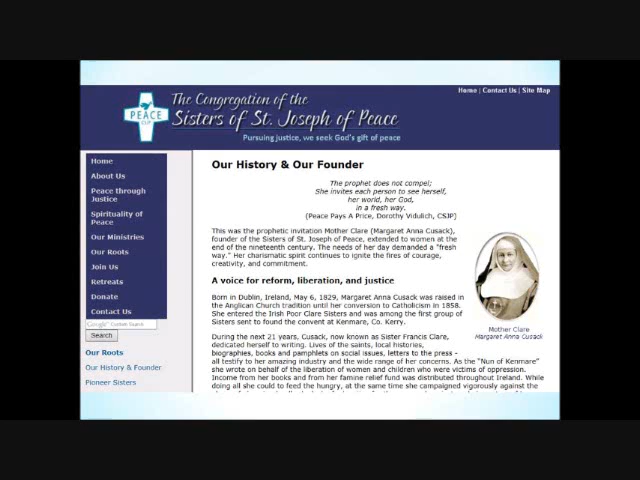 Home | Contact Us | Site Map
The Congregation of the
Sisters of St. Joseph of Peace
PEACE
CSJP
Pursuing justice, we seek God's gift of peace
Home
About Us
Peace through
Justice
Spirituality of
Peace
Our Ministries
Our Roots
Join Us
Retreats
Donate
Contact Us
Google Custom Search
Search
Our Roots
Our History & Founder
Pioneer Sisters
Our History & Our Founder
The prophet does not compel;
She invites each person to see herself,
her world, her God,
in a fresh way.
(Peace Pays A Price, Dorothy Vidulich, CSJP)
This was the prophetic invitation Mother Clare (Margaret Anna Cusack),
founder of the Sisters of St. Joseph of Peace, extended to women at the
end of the nineteenth century. The needs of her day demanded a "fresh
way." Her charismatic spirit continues to ignite the fires of courage,
creativity, and commitment.
A voice for reform, liberation, and justice
Born in Dublin, Ireland, May 6, 1829, Margaret Anna Cusack was raised in
the Anglican Church tradition until her conversion to Catholicism in 1858.
She entered the Irish Poor Clare Sisters and was among the first group of
Sisters sent to found the convent at Kenmare, Co. Kerry.
During the next 21 years, Cusack, now known as Sister Francis Clare,
dedicated herself to writing. Lives of the saints, local histories,
biographies, books and pamphlets on social issues, letters to the press -
all testify to her amazing industry and the wide range of her concerns. As the "Nun of Kenmare"
she wrote on behalf of the liberation of women and children who were victims of oppression.
Income from her books and from her famine relief fund was distributed throughout Ireland. While
doing all she could to feed the hungry, at the same time she campaigned vigorously against the
Mother Clare
Margaret Anna Cusack